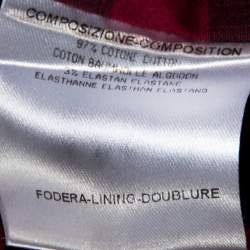 COMPOSIZIONE-COMPOSITION
97% COTONE COTTON
COTON BAUMWOLLE ALGODON
3% ELASTAN ELASTANE
ELASTHANNE ELASTHAN ELASTANO
FODERA-LINING-DOUBLURE